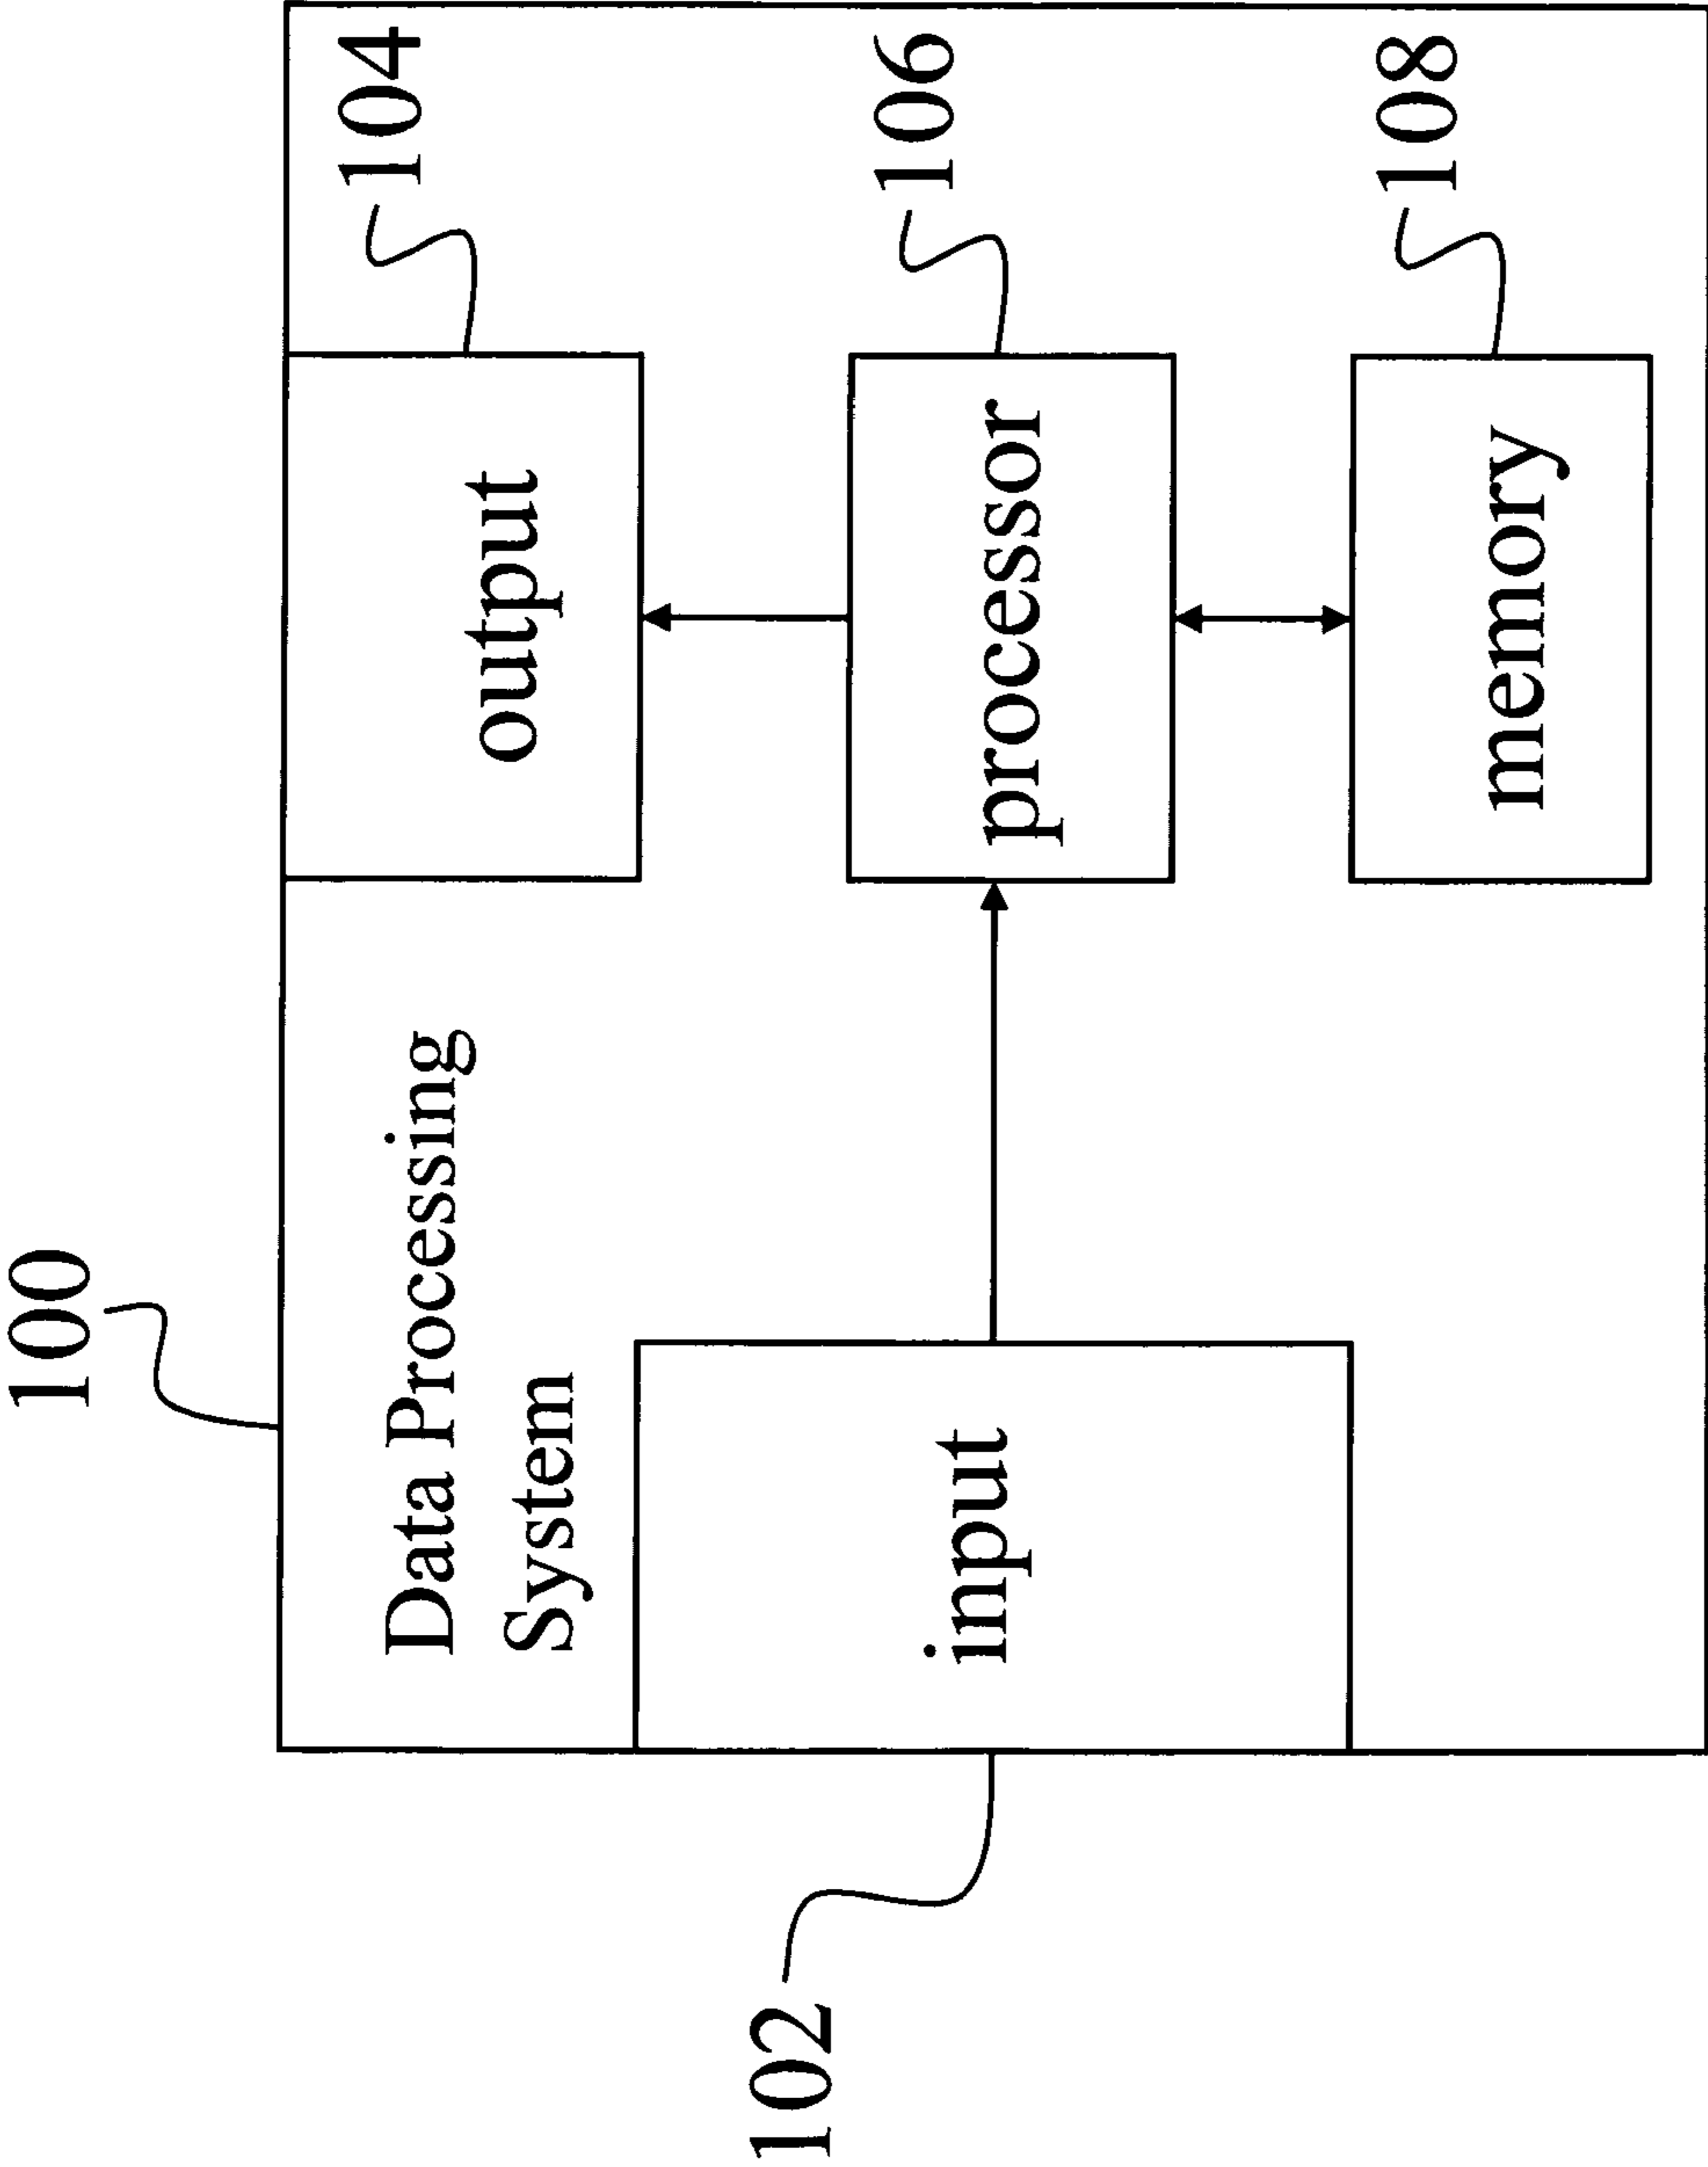 100
Data Processing
System
102
input
output
104
processor
106
memory
108